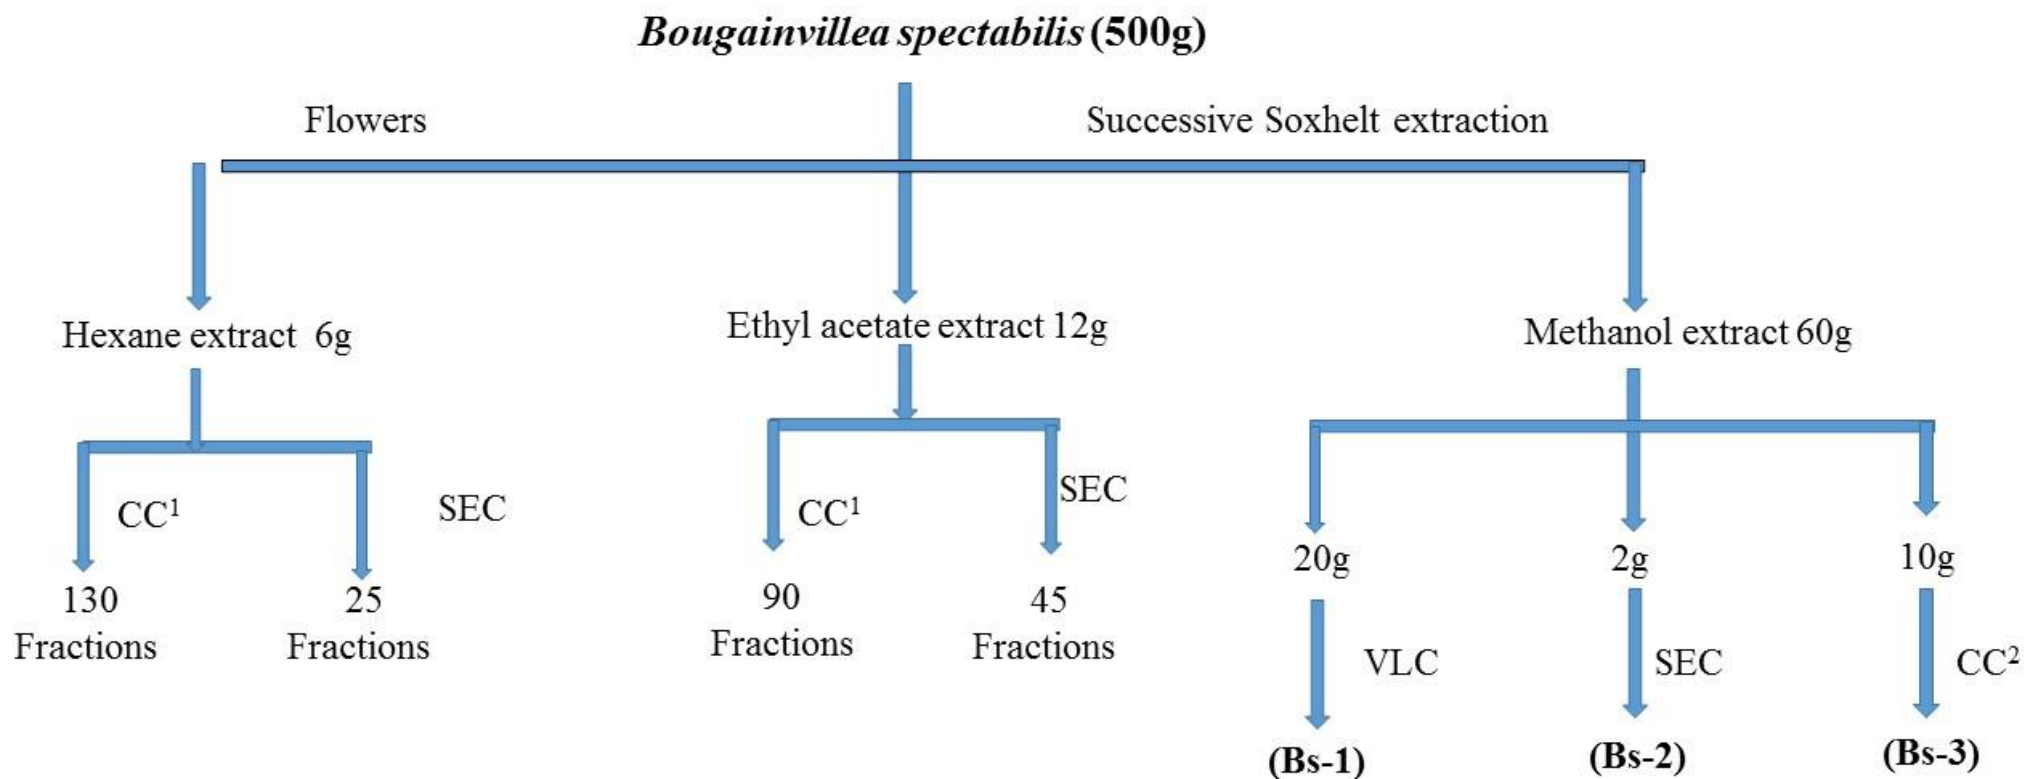 Bougainvillea spectabilis (500g)
Flowers
Successive Soxhelt extraction
Hexane extract 6g
Ethyl acetate extract 12g
Methanol extract 60g
CC¹
SEC
CC¹
SEC
130
Fractions
25
Fractions
90
Fractions
45
Fractions
20g
2g
10g
VLC
SEC
CC²
(Bs-1)
(Bs-2)
(Bs-3)